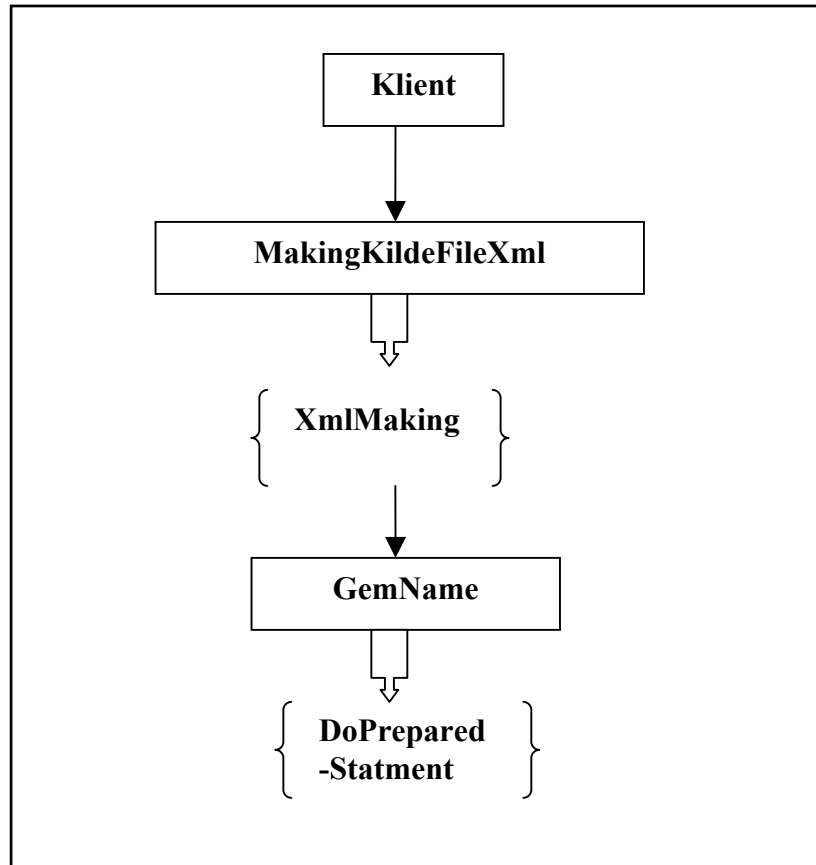 Klient
MakingKildeFileXml
XmlMaking
GemName
DoPrepared
-Statment